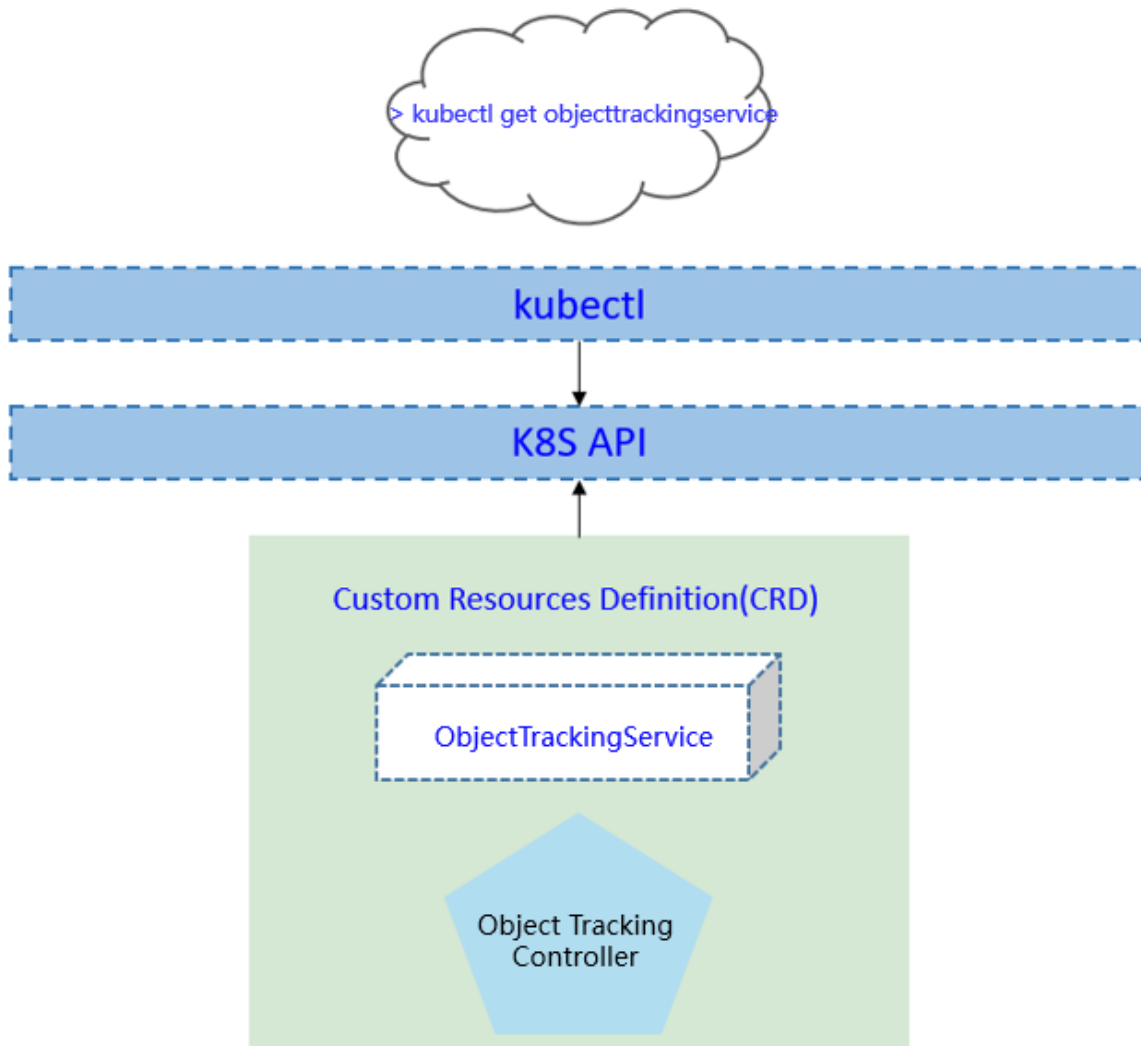 > kubectl get objecttrackingservice
kubectl
K8S API
Custom Resources Definition(CRD)
ObjectTrackingService
Object Tracking
Controller